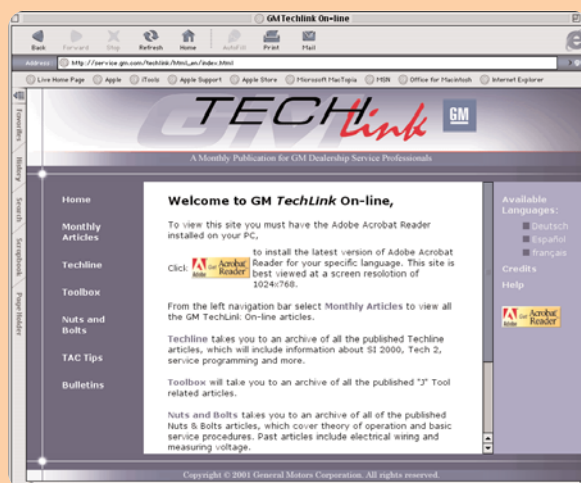 GMTechlink On-line
Back Forward Stop Refresh Home AutoFill Print Mail
Address: http://service.gm.com/techlink/html_en/index.html
Live Home Page Apple iTools Apple Support Apple Store Microsoft MacTopia MSN Office for Macintosh Internet Explorer
Favorites
History
Search
Scrapbook
Page Holder
GM
TECHLink
GM
A Monthly Publication for GM Dealership Service Professionals
Home
Monthly
Articles
Techline
Toolbox
Nuts and
Bolts
TAC Tips
Bulletins
Welcome to GM TechLink On-line,
To view this site you must have the Adobe Acrobat Reader
installed on your PC,
Click: Get Acrobat Reader to install the latest version of Adobe Acrobat
Reader for your specific language. This site is
best viewed at a screen resolotion of
1024x768.
From the left navigation bar select Monthly Articles to view all
the GM TechLink On-line articles.
Techline takes you to an archive of all the published Techline
articles, which will include information about SI 2000, Tech 2,
service programming and more.
Toolbox will take you to an archive of all the published "J" Tool
related articles.
Nuts and Bolts takes you to an archive of all of the published
Nuts & Bolts articles, which cover theory of operation and basic
service procedures. Past articles include electrical wiring and
measuring voltage.
Available
Languages:
Deutsch
Español
français
Credits
Help
Get Acrobat
Reader
Copyright © 2001 General Motors Corporation. All rights reserved.